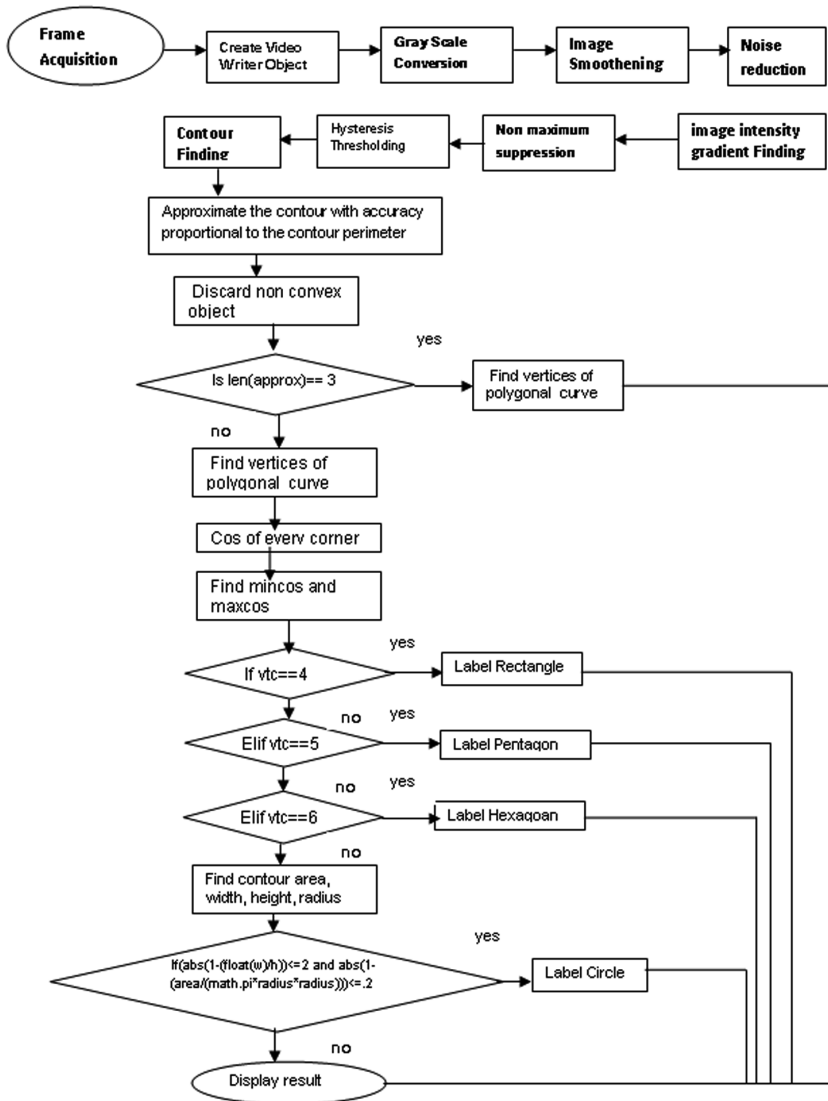 Frame
Acquisition
Create Video
Writer Object
Gray Scale
Conversion
Image
Smoothening
Noise
reduction
image intensity
gradient Finding
Non maximum
suppression
Hysteresis
Thresholding
Contour
Finding
Approximate the contour with accuracy
proportional to the contour perimeter
Discard non convex
object
Is len(approx)== 3
yes
Find vertices of
polygonal curve
no
Find vertices of
polygonal curve
Cos of every corner
Find mincos and
maxcos
If vtc==4
yes
Label Rectangle
no
Elif vtc==5
yes
Label Pentagon
no
Elif vtc==6
yes
Label Hexagoan
no
Find contour area,
width, height, radius
If(abs(1-(float(w)/h))<=2 and abs(1-
(area/(math.pi*radius*radius)))<=.2
yes
Label Circle
no
Display result